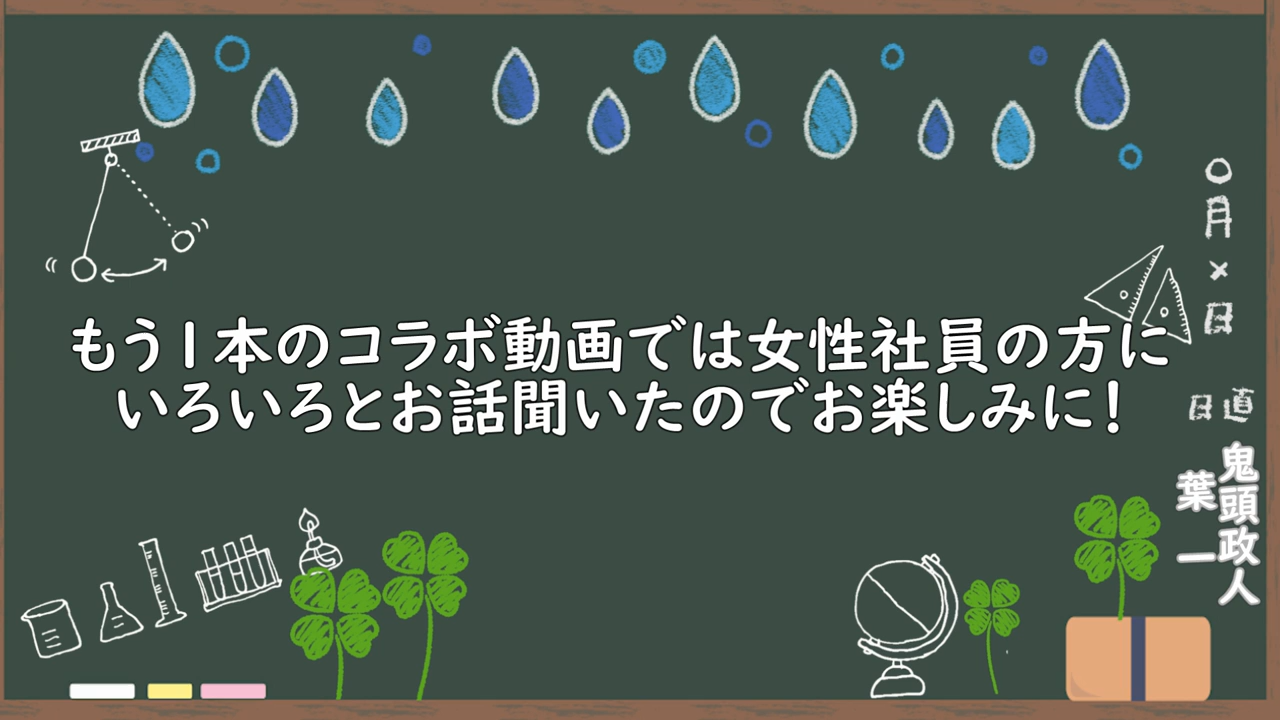 もう1本のコラボ動画では女性社員の方に
いろいろとお話聞いたのでお楽しみに!
○月×日
日直
鬼頭政人
葉一